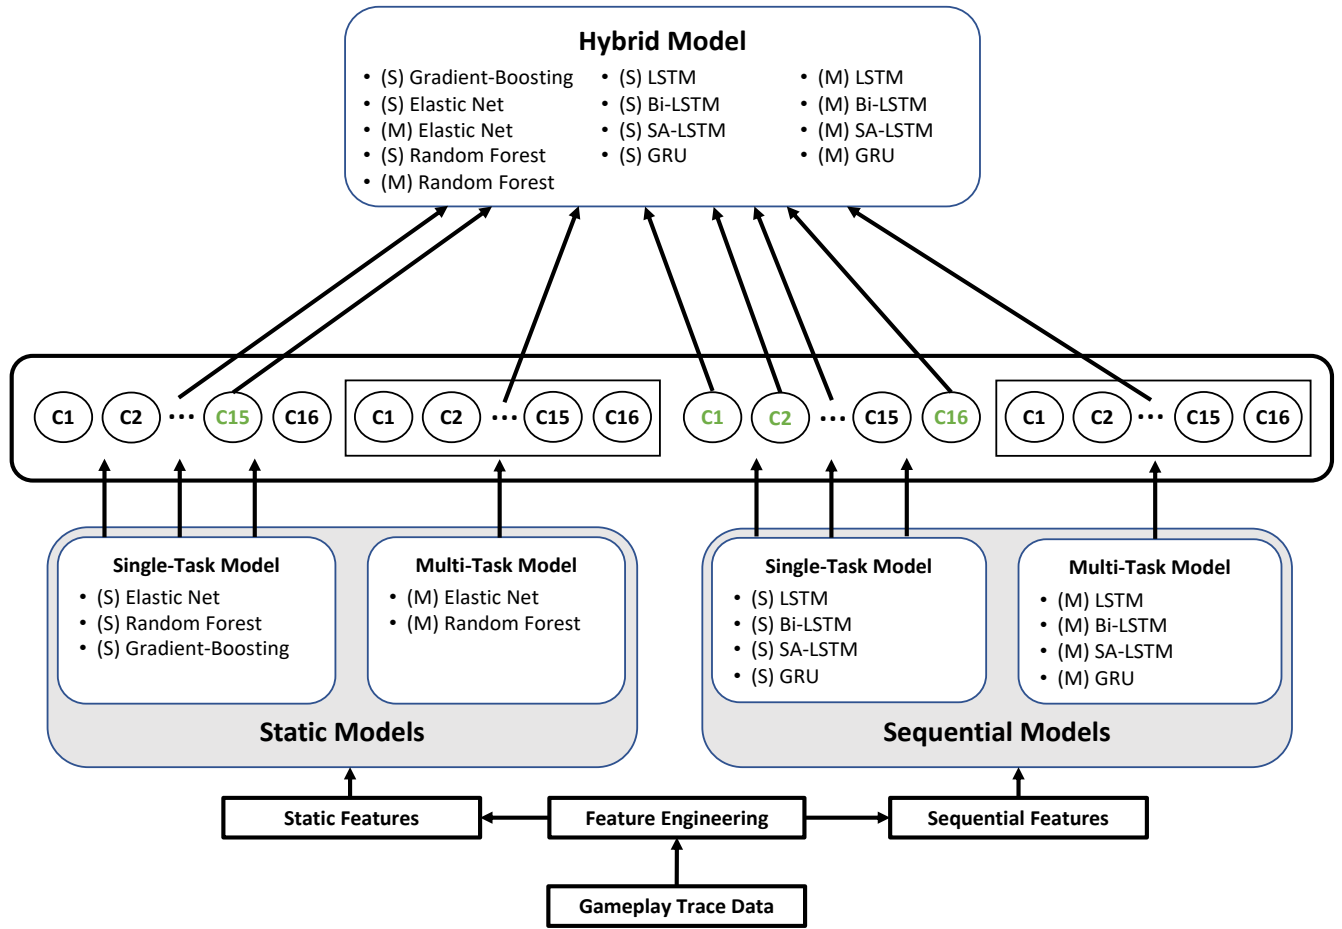 Hybrid Model
• (S) Gradient-Boosting
• (S) Elastic Net
• (M) Elastic Net
• (S) Random Forest
• (M) Random Forest
• (S) LSTM
• (S) Bi-LSTM
• (S) SA-LSTM
• (S) GRU
• (M) LSTM
• (M) Bi-LSTM
• (M) SA-LSTM
• (M) GRU
C1 C2 ... C15 C16 C1 C2 ... C15 C16 C1 C2 ... C15 C16 C1 C2 ... C15 C16
Single-Task Model
• (S) Elastic Net
• (S) Random Forest
• (S) Gradient-Boosting
Multi-Task Model
• (M) Elastic Net
• (M) Random Forest
Static Models
Single-Task Model
• (S) LSTM
• (S) Bi-LSTM
• (S) SA-LSTM
• (S) GRU
Multi-Task Model
• (M) LSTM
• (M) Bi-LSTM
• (M) SA-LSTM
• (M) GRU
Sequential Models
Static Features
Feature Engineering
Sequential Features
Gameplay Trace Data